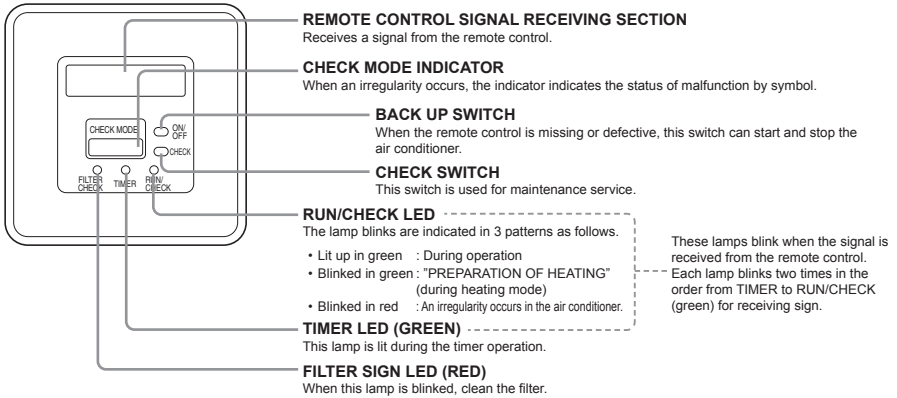 REMOTE CONTROL SIGNAL RECEIVING SECTION
Receives a signal from the remote control.
CHECK MODE INDICATOR
When an irregularity occurs, the indicator indicates the status of malfunction by symbol.
BACK UP SWITCH
When the remote control is missing or defective, this switch can start and stop the
air conditioner.
CHECK SWITCH
This switch is used for maintenance service.
CHECK MODE
ON/
OFF
CHECK
FILTER
CHECK
TIMER
RUN/
CHECK
RUN/CHECK LED
The lamp blinks are indicated in 3 patterns as follows.
• Lit up in green : During operation
• Blinked in green : "PREPARATION OF HEATING"
(during heating mode)
• Blinked in red : An irregularity occurs in the air conditioner.
TIMER LED (GREEN)
This lamp is lit during the timer operation.
FILTER SIGN LED (RED)
When this lamp is blinked, clean the filter.
These lamps blink when the signal is
received from the remote control.
Each lamp blinks two times in the
order from TIMER to RUN/CHECK
(green) for receiving sign.